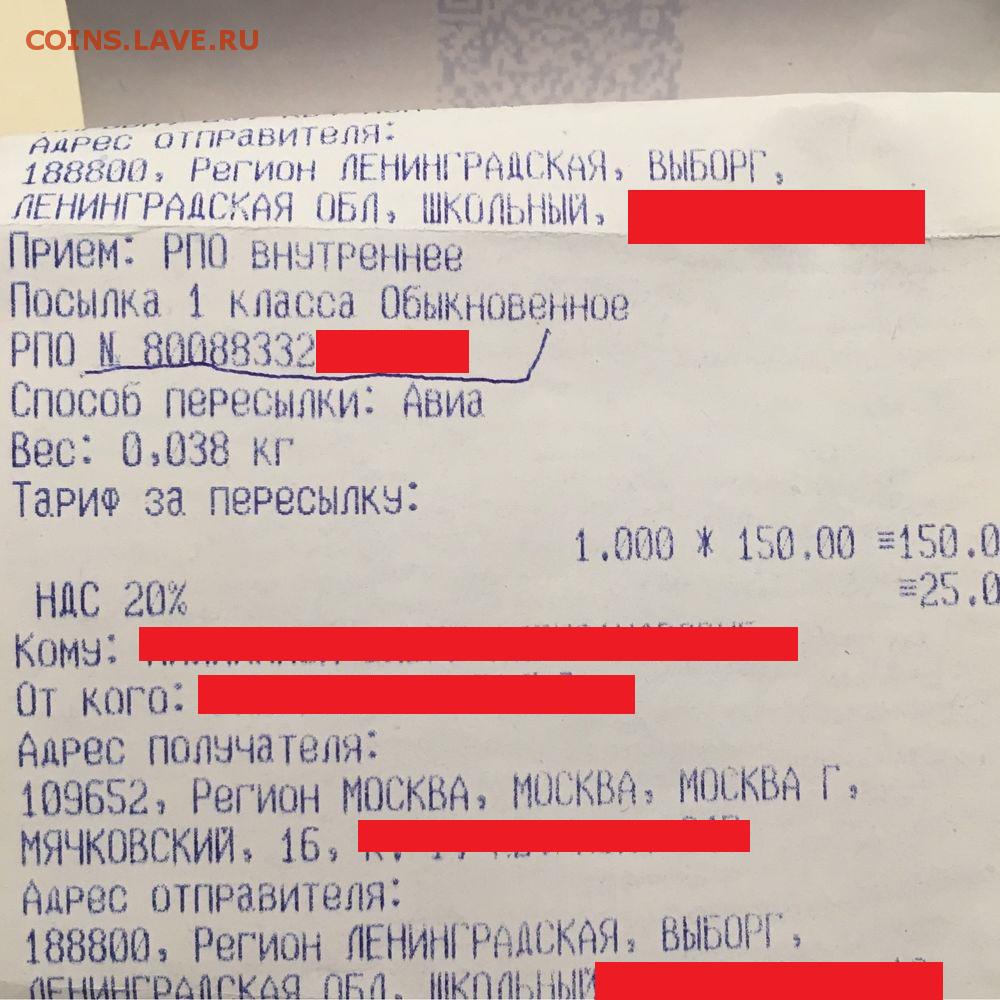 COINS.LAVE.RU
Адрес отправителя:
188800, Регион ЛЕНИНГРАДСКАЯ, ВЫБОРГ,
ЛЕНИНГРАДСКАЯ ОБЛ, ШКОЛЬНЫЙ,
Прием: РПО внутреннее
Посылка 1 класса Обыкновенное
РПО N 80088332
Способ пересылки: Авиа
Вес: 0,038 кг
Тариф за пересылку:
1.000 * 150.00 ≡150.0
НДС 20% ≡25.0
Кому:
От кого:
Адрес получателя:
109652, Регион МОСКВА, МОСКВА, МОСКВА Г,
МЯЧКОВСКИЙ, 16,
Адрес отправителя:
188800, Регион ЛЕНИНГРАДСКАЯ, ВЫБОРГ,
ЛЕНИНГРАДСКАЯ ОБЛ, ШКОЛЬНЫЙ